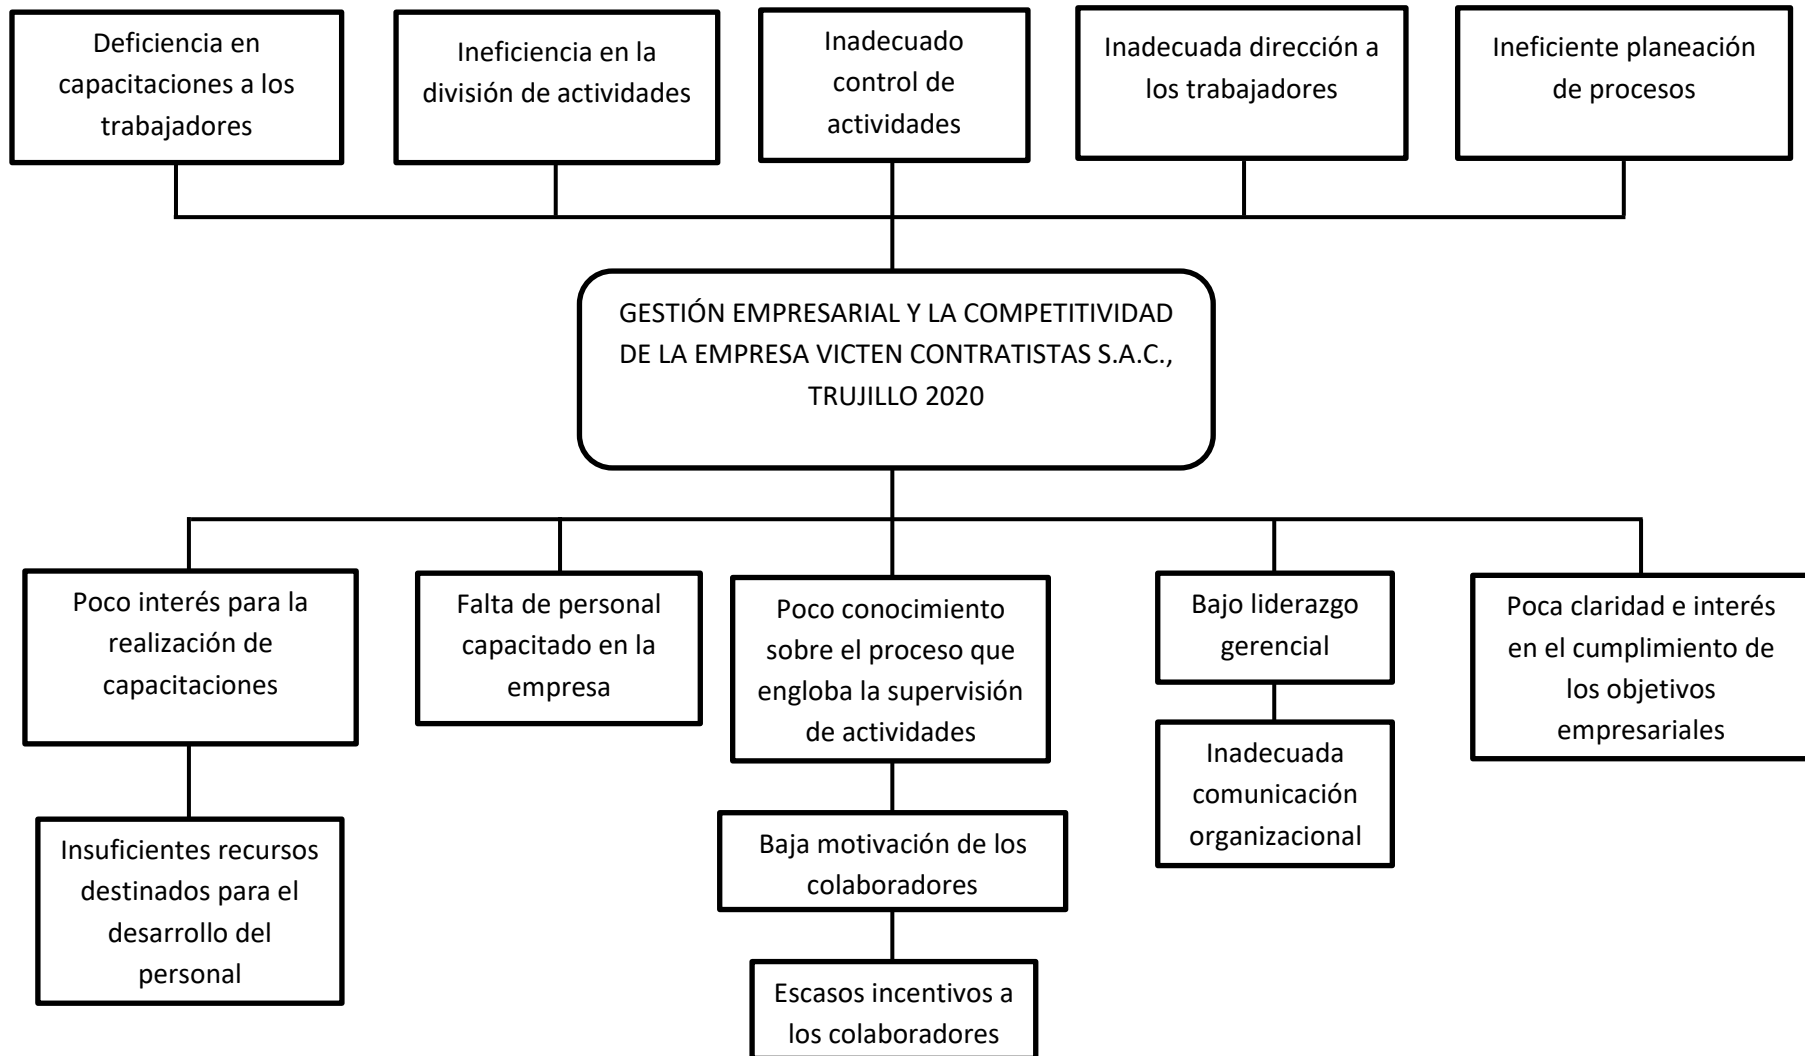 Deficiencia en
capacitaciones a los
trabajadores
Ineficiencia en la
división de actividades
Inadecuado
control de
actividades
Inadecuada dirección a
los trabajadores
Ineficiente planeación
de procesos
GESTIÓN EMPRESARIAL Y LA COMPETITIVIDAD
DE LA EMPRESA VICTEN CONTRATISTAS S.A.C.,
TRUJILLO 2020
Poco interés para la
realización de
capacitaciones
Falta de personal
capacitado en la
empresa
Poco conocimiento
sobre el proceso que
engloba la supervisión
de actividades
Bajo liderazgo
gerencial
Poca claridad e interés
en el cumplimiento de
los objetivos
empresariales
Insuficientes recursos
destinados para el
desarrollo del
personal
Baja motivación de los
colaboradores
Inadecuada
comunicación
organizacional
Escasos incentivos a
los colaboradores